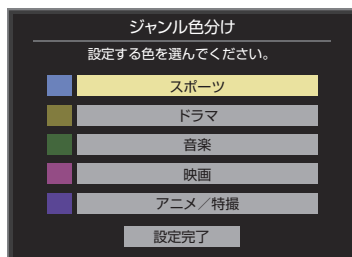 ジャンル色分け
設定する色を選んでください。
スポーツ
ドラマ
音楽
映画
アニメ／特撮
設定完了